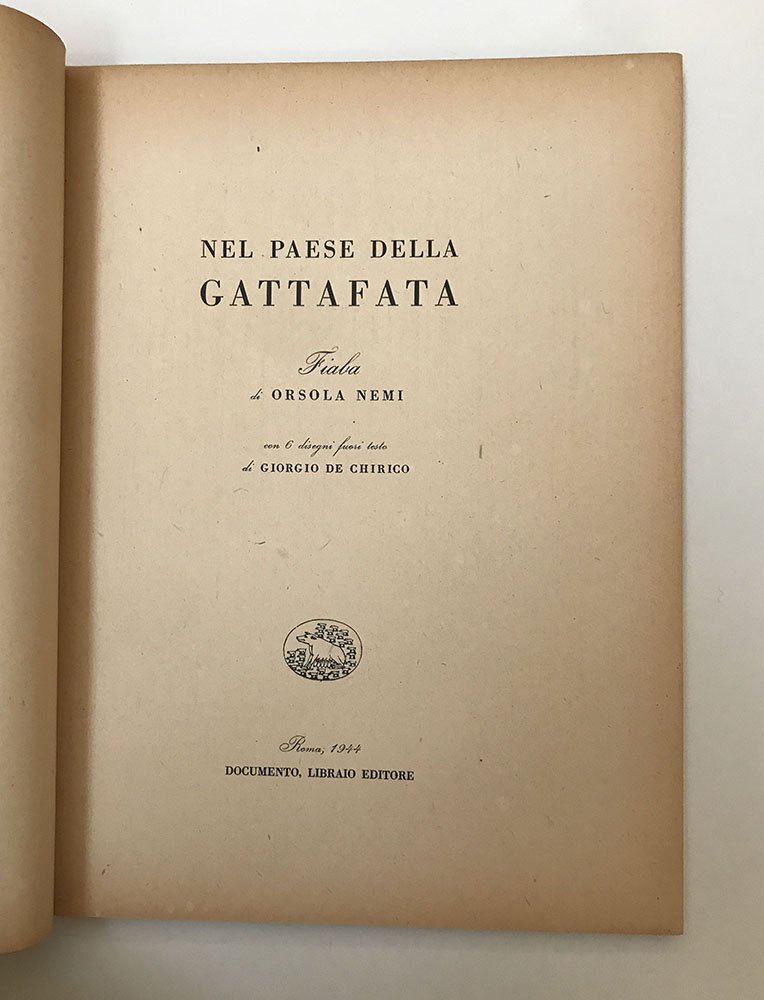 NEL PAESE DELLA
GATTAFATA
Fiaba
di ORSOLA NEMI
con 6 disegni fuori testo
di GIORGIO DE CHIRICO
Roma, 1944
DOCUMENTO, LIBRAIO EDITORE